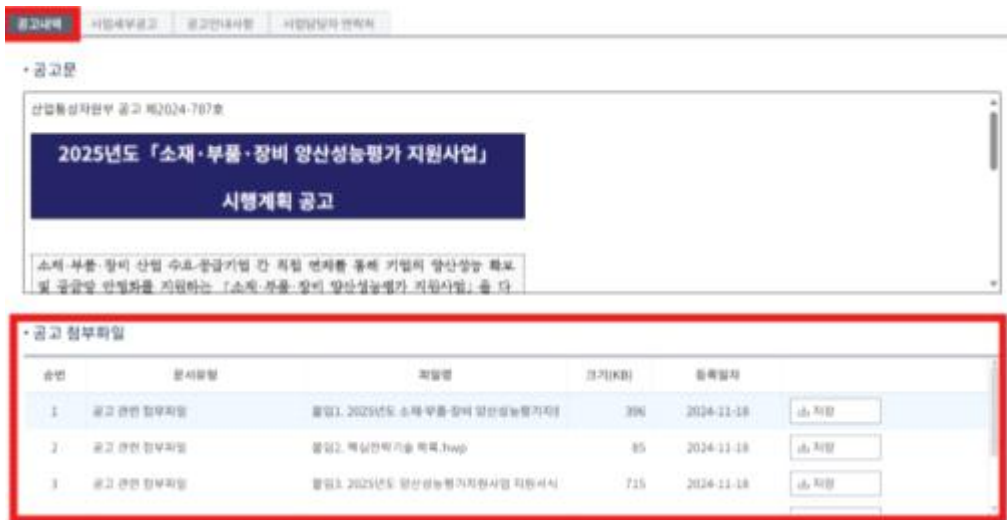 공고내역 사업세부공고 공고안내사항 사업담당자 연락처
공고문
산업통상자원부 공고 제2024-787호
2025년도 「소재·부품·장비 양산성능평가 지원사업」
시행계획 공고
소재·부품·장비 산업 수요-공급기업 간 직접 연계를 통해 기업의 양산성능 확보
및 공급망 안정화를 지원하는 「소재·부품·장비 양산성능평가 지원사업」을 다
공고 첨부파일
순번 문서유형 파일명 크기(KB) 등록일자
1 공고 관련 첨부파일 붙임1. 2025년도 소재·부품·장비 양산성능평가지원 396 2024-11-18 저장
2 공고 관련 첨부파일 붙임2. 핵심전략기술 목록.hwp 85 2024-11-18 저장
3 공고 관련 첨부파일 붙임3. 2025년도 양산성능평가지원사업 지원서식 715 2024-11-18 저장